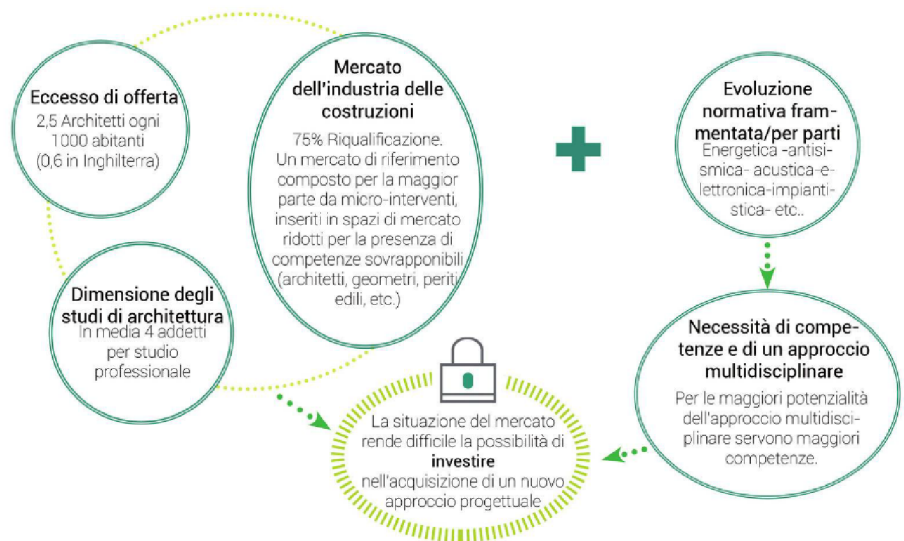 Eccesso di offerta
2,5 Architetti ogni
1000 abitanti
(0,6 in Inghilterra)
Mercato
dell'industria delle
costruzioni
75% Riqualificazione.
Un mercato di riferimento
composto per la maggior
parte da micro-interventi,
inseriti in spazi di mercato
ridotti per la presenza di
competenze sovrapponibili
(architetti, geometri, periti
edili, etc.)
Dimensione degli
studi di architettura
In media 4 addetti
per studio
professionale
Evoluzione
normativa fram-
mentata/per parti
Energetica -antisi-
smica- acustica-e-
lettronica-impianti-
stica- etc..
Necessità di compe-
tenze e di un approccio
multidisciplinare
Per le maggiori potenzialità
dell'approccio multidisci-
plinare servono maggiori
competenze.
La situazione del mercato
rende difficile la possibilità di
investire
nell'acquisizione di un nuovo
approccio progettuale